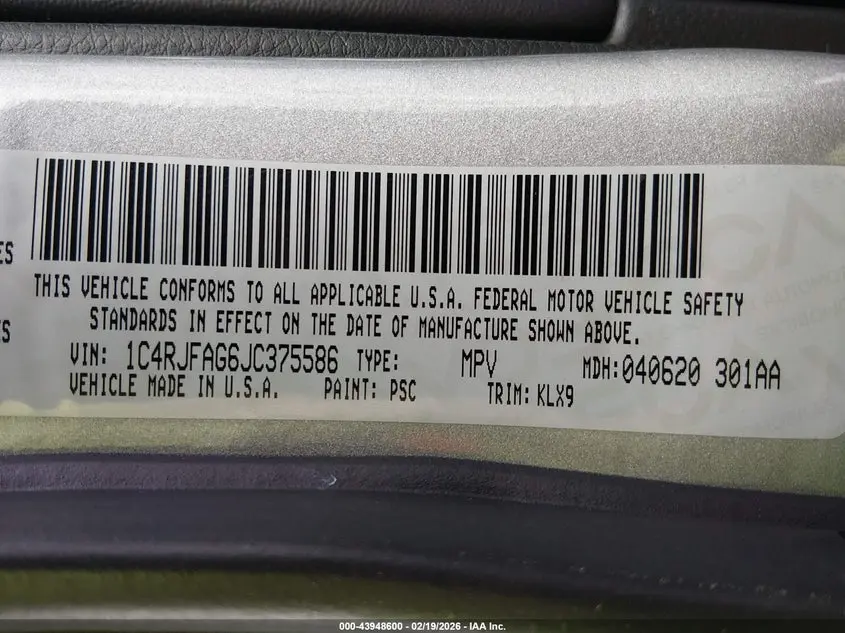 ES
THIS VEHICLE CONFORMS TO ALL APPLICABLE U.S.A. FEDERAL MOTOR VEHICLE SAFETY
S
STANDARDS IN EFFECT ON THE DATE OF MANUFACTURE SHOWN ABOVE.
VIN: 1C4RJFAG6JC375586 TYPE: MPV MDH:040620 301AA
VEHICLE MADE IN U.S.A. PAINT: PSC TRIM: KLX9
000-43948600 - 02/19/2026 - IAA Inc.